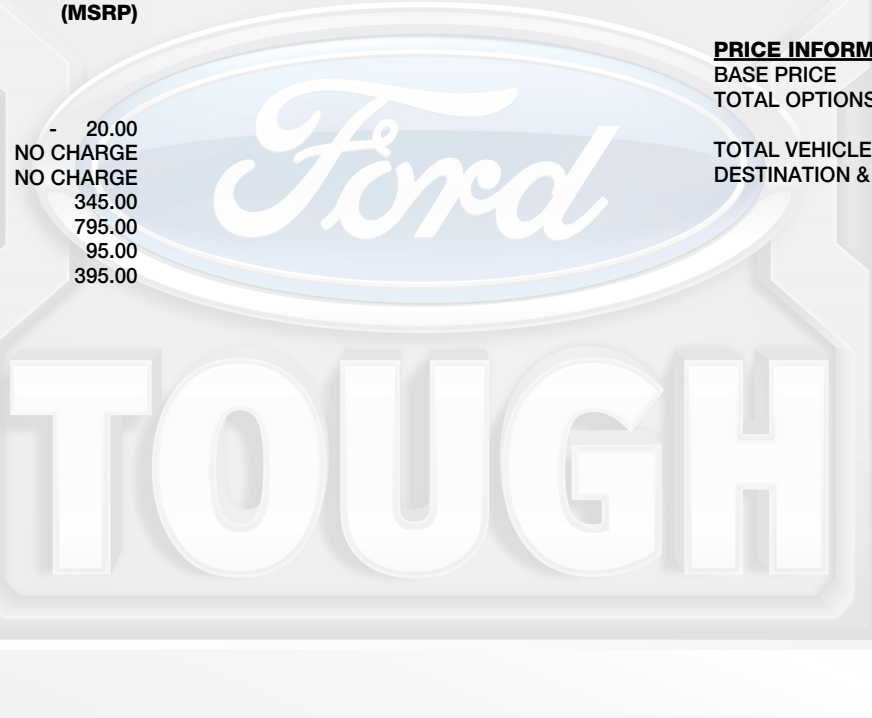 (MSRP)
- 20.00
NO CHARGE
NO CHARGE
345.00
795.00
95.00
395.00
PRICE INFORM
BASE PRICE
TOTAL OPTIONS
TOTAL VEHICLE
DESTINATION &
Ford
TOUGH